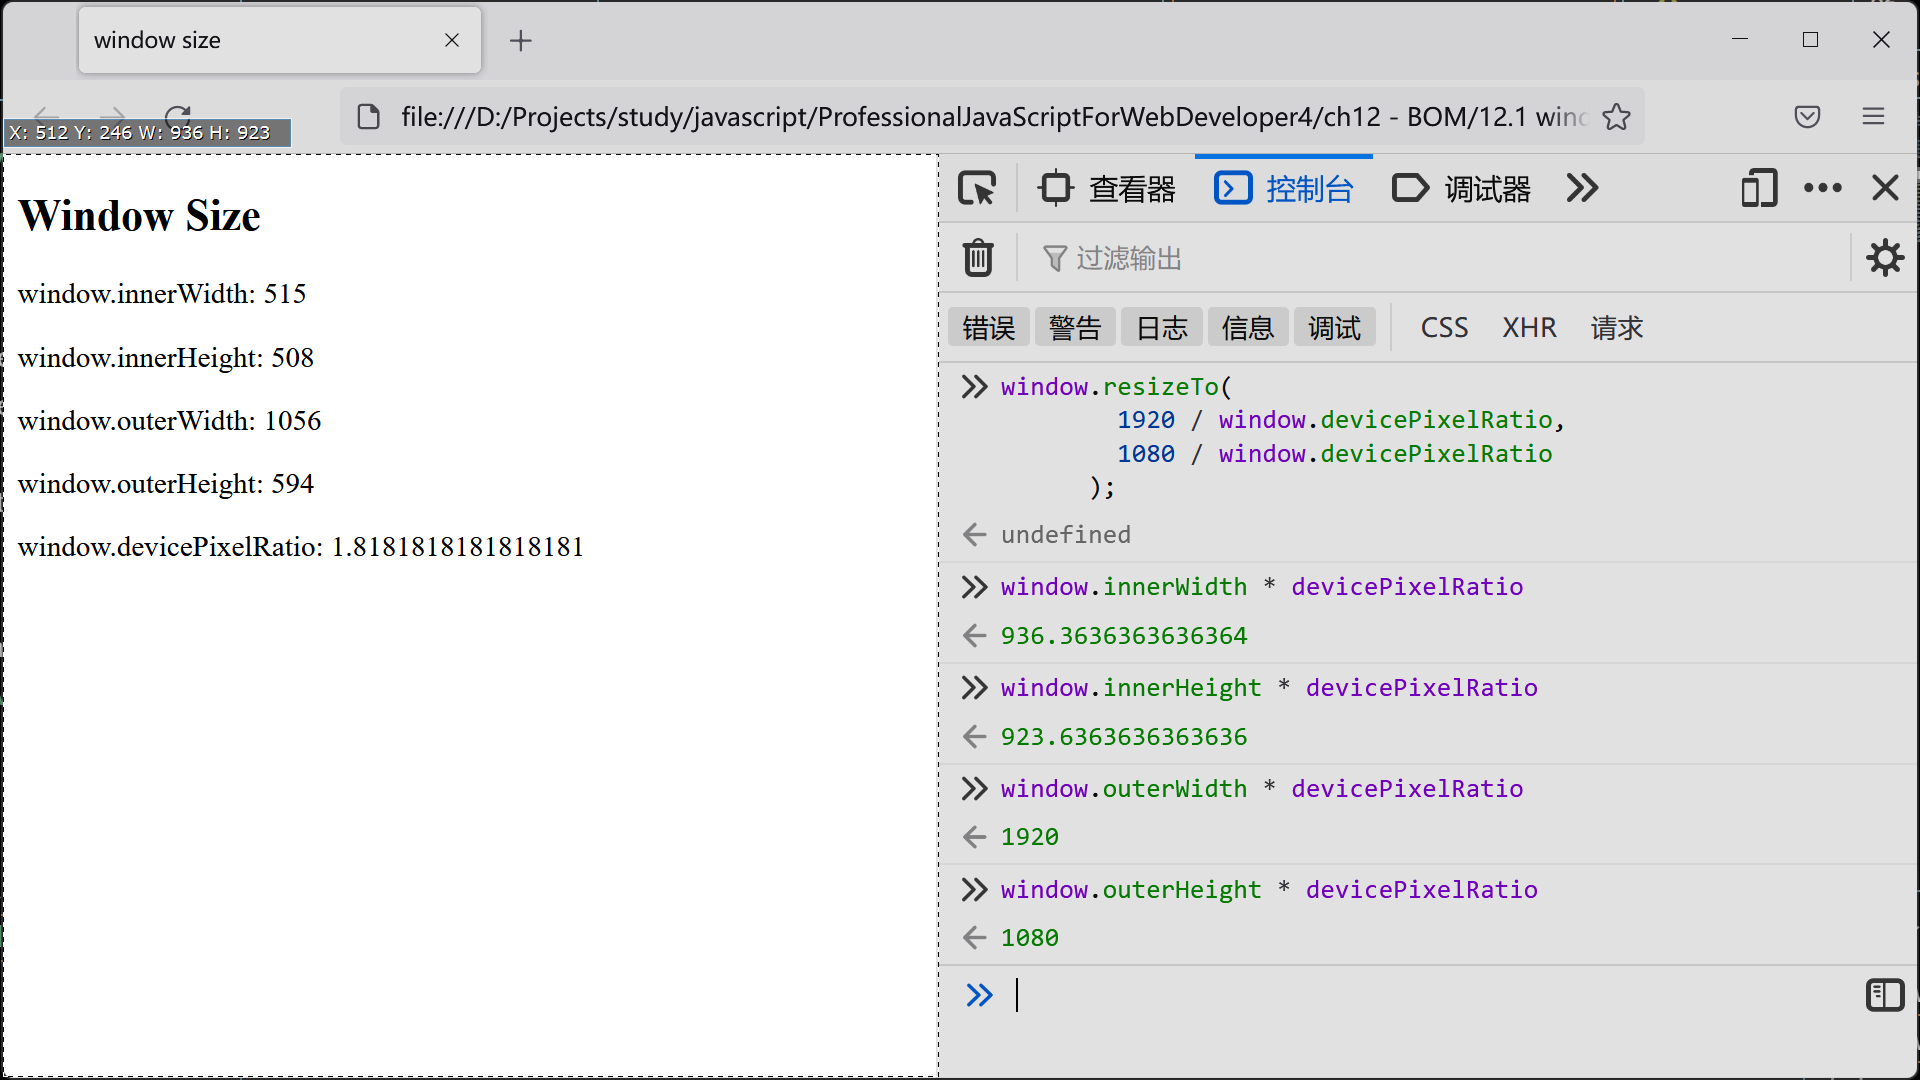 window size
file:///D:/Projects/study/javascript/ProfessionalJavaScriptForWebDeveloper4/ch12 - BOM/12.1 wind
X: 512 Y: 246 W: 936 H: 923
Window Size
window.innerWidth: 515
window.innerHeight: 508
window.outerWidth: 1056
window.outerHeight: 594
window.devicePixelRatio: 1.8181818181818181
查看器 控制台 调试器
过滤输出
错误 警告 日志 信息 调试 CSS XHR 请求
window.resizeTo(
1920 / window.devicePixelRatio,
1080 / window.devicePixelRatio
);
undefined
window.innerWidth * devicePixelRatio
936.3636363636364
window.innerHeight * devicePixelRatio
923.6363636363636
window.outerWidth * devicePixelRatio
1920
window.outerHeight * devicePixelRatio
1080